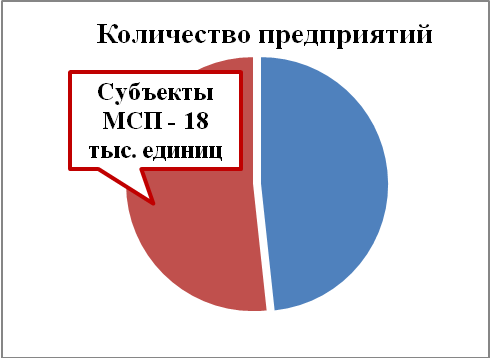 Количество предприятий
Субъекты
МСП - 18
тыс. единиц